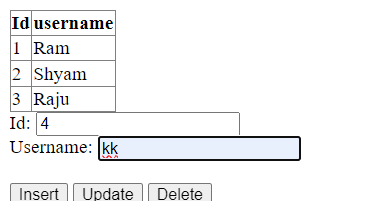 Id username
1 Ram
2 Shyam
3 Raju
Id: 4
Username: kk
Insert Update Delete